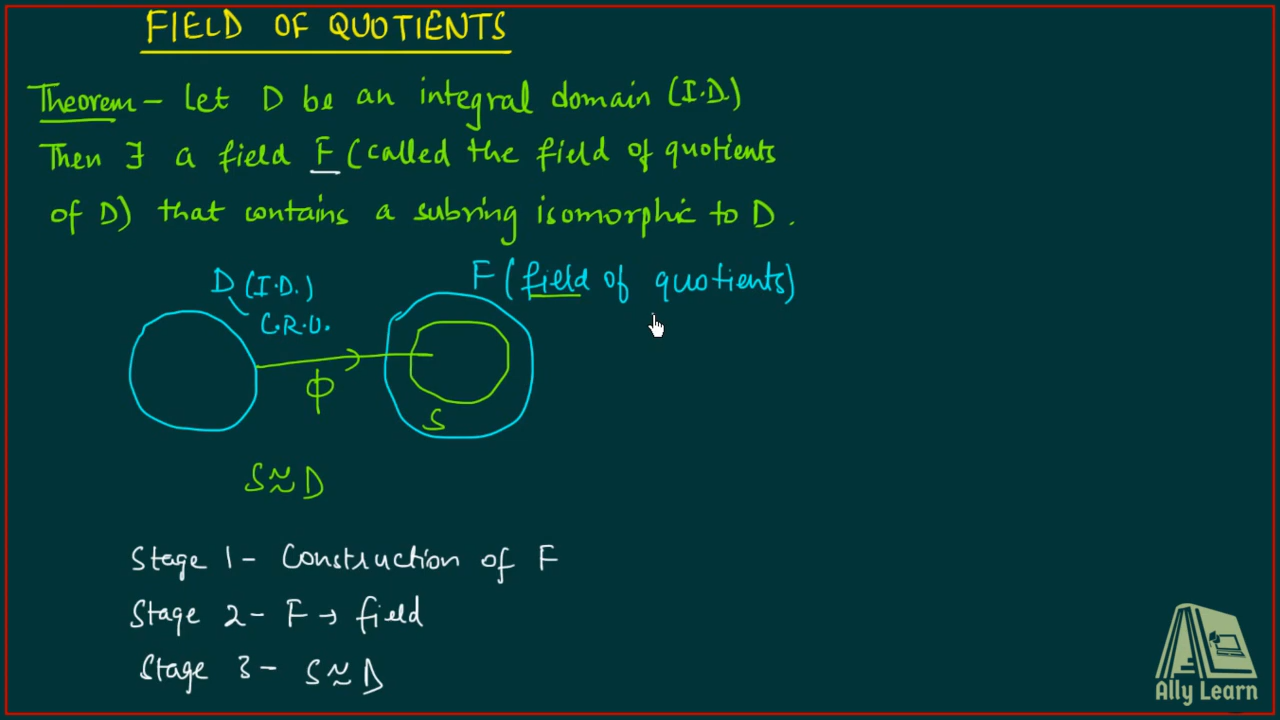 FIELD OF QUOTIENTS
Theorem - Let D be an integral domain (I.D.)
Then ∃ a field F (called the field of quotients
of D) that contains a subring isomorphic to D.
D (I.D.)
F (field of quotients)
C.R.U.
ϕ
S
S ≈ D
Stage 1 - Construction of F
Stage 2 - F → field
Stage 3 - S ≈ D
Ally Learn